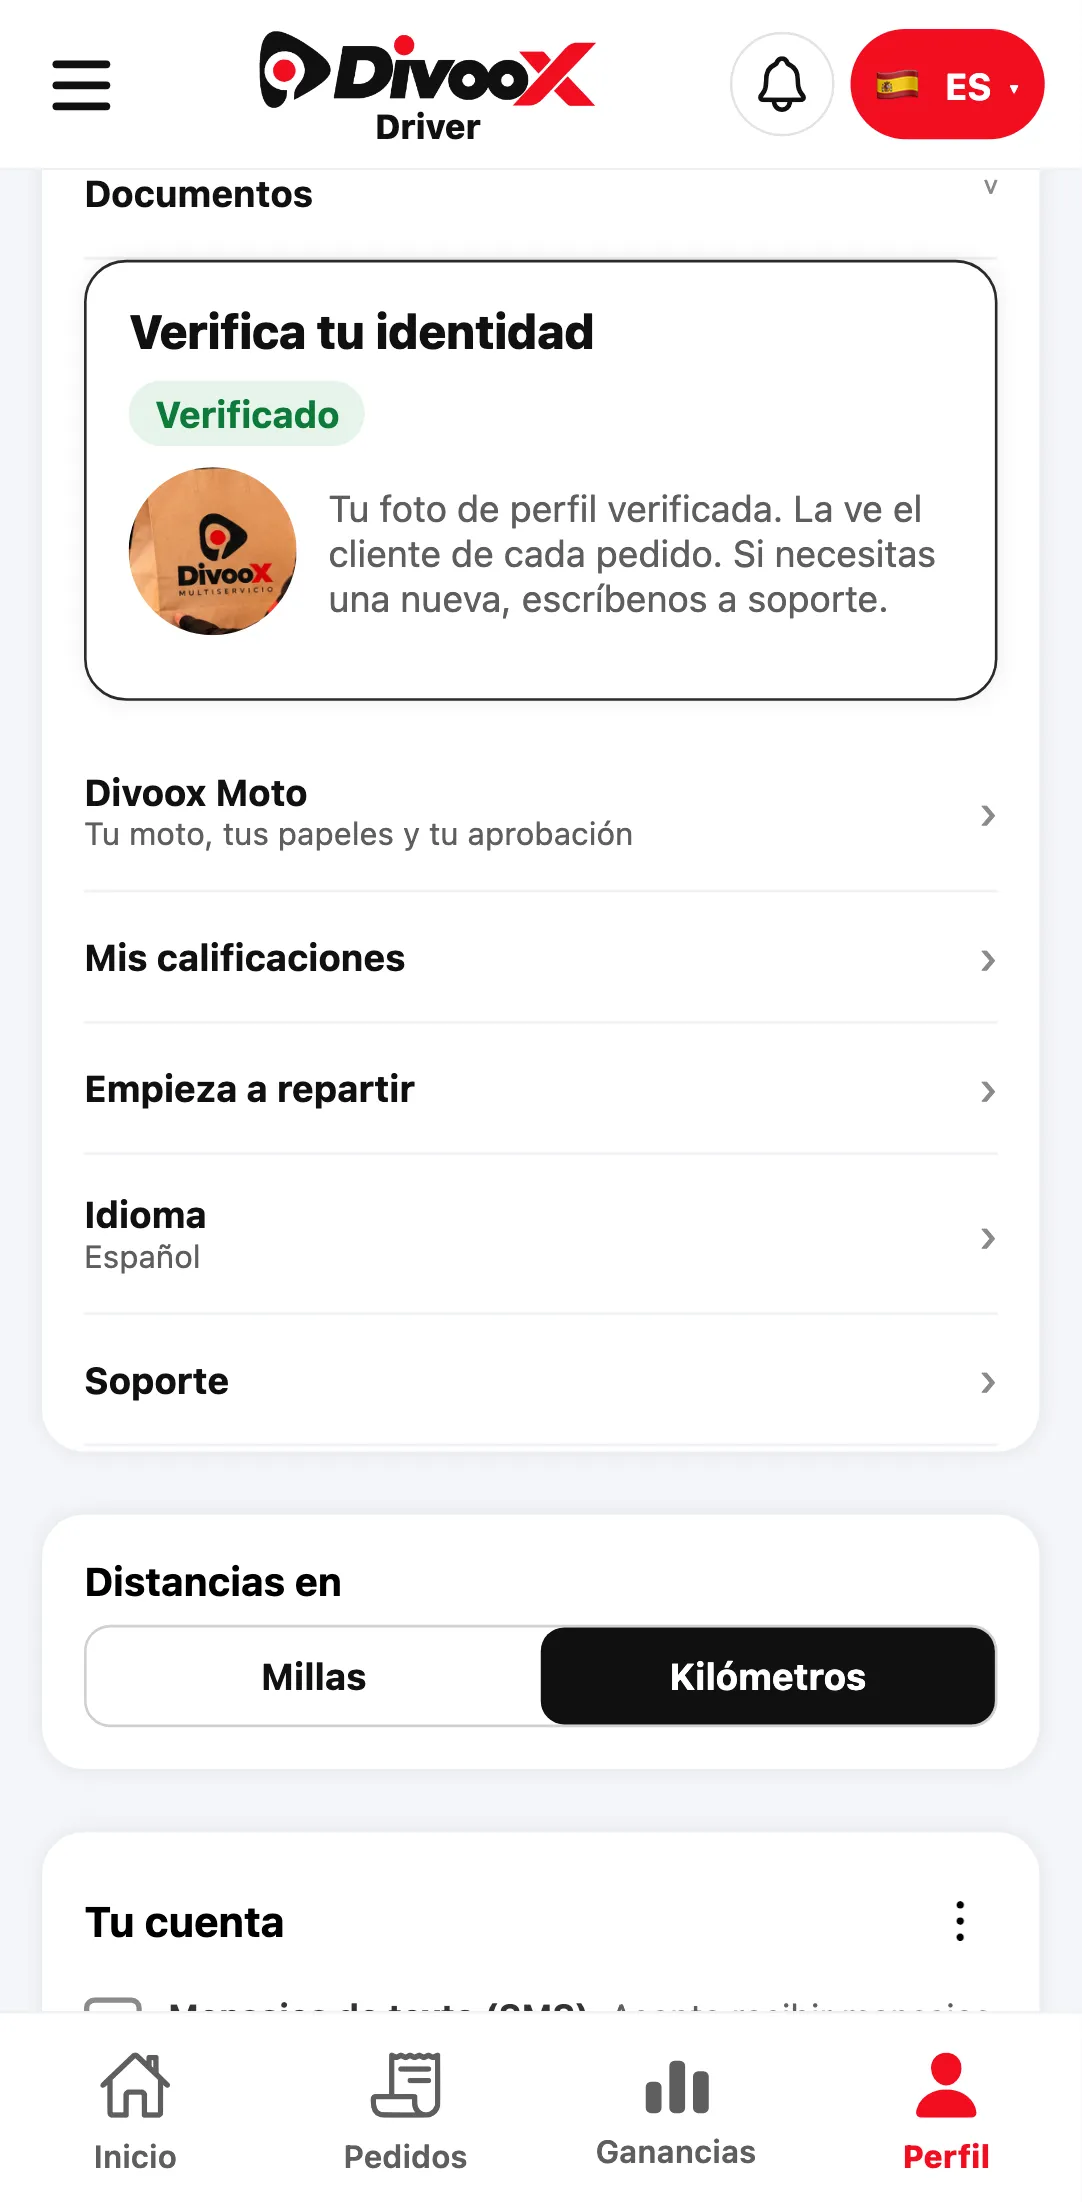 DivooX
Driver
ES
Documentos
Verifica tu identidad
Verificado
DivooX
MULTISERVICIO
Tu foto de perfil verificada. La ve el
cliente de cada pedido. Si necesitas
una nueva, escríbenos a soporte.
Divoox Moto
Tu moto, tus papeles y tu aprobación
Mis calificaciones
Empieza a repartir
Idioma
Español
Soporte
Distancias en
Millas
Kilómetros
Tu cuenta
Inicio
Pedidos
Ganancias
Perfil